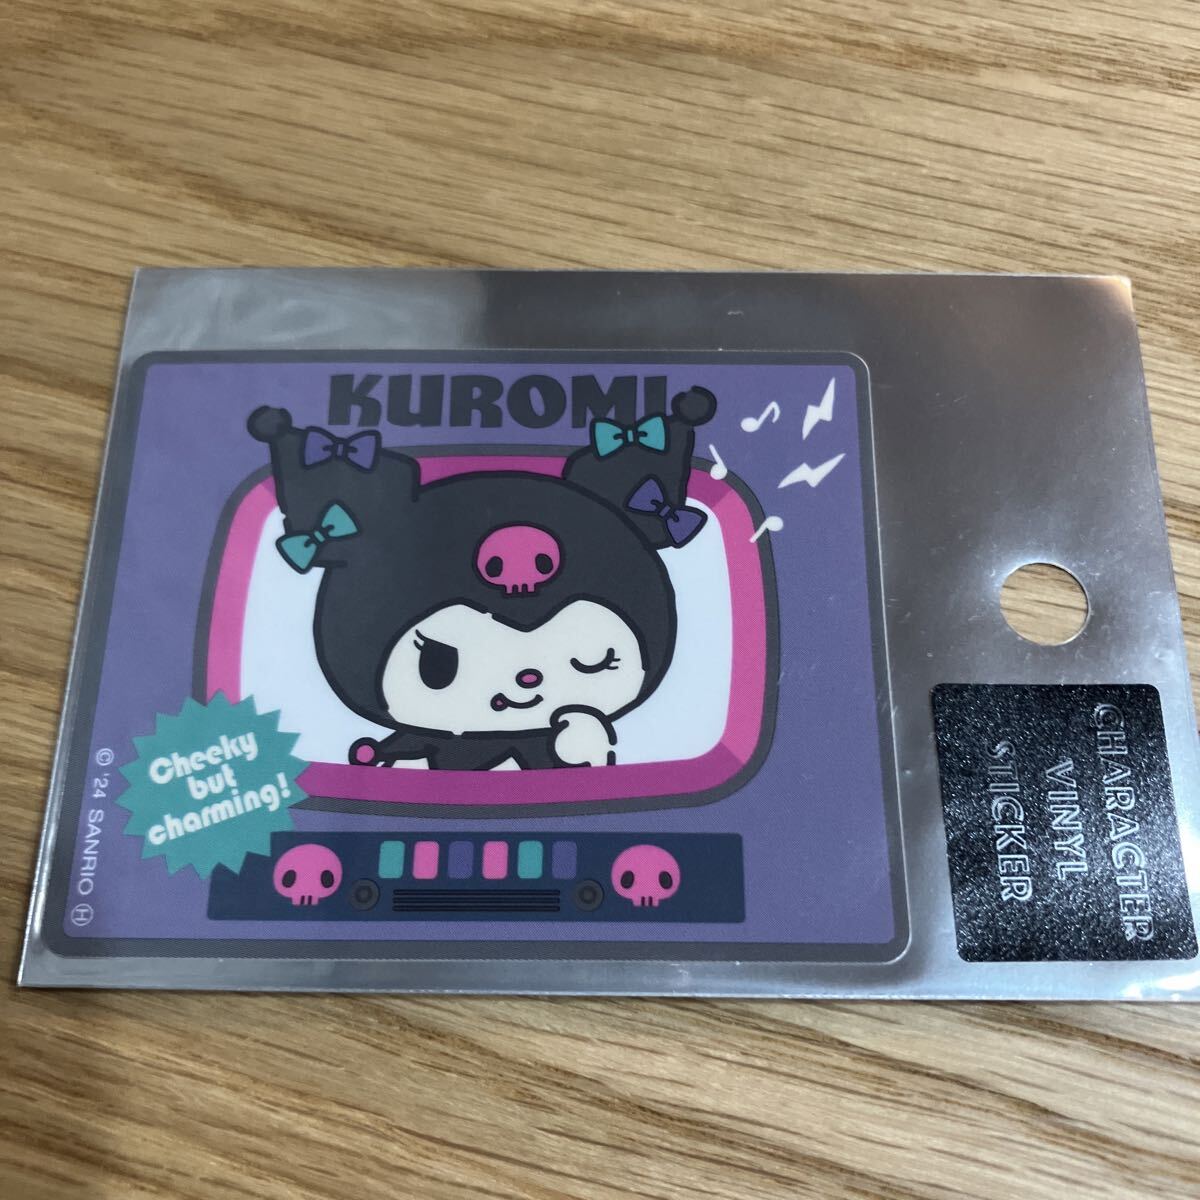 KUROMI
Cheeky
but
charming!
© '24 SANRIO Ⓗ
CHARACTER
VINYL
STICKER